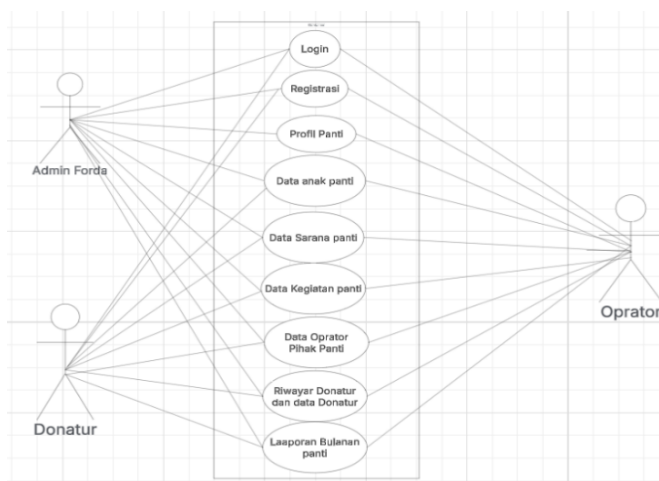 Login
Registrasi
Profil Panti
Admin Forda
Data anak panti
Data Sarana panti
Data Kegiatan panti
Oprator
Data Oprator
Pihak Panti
Riwayar Donatur
dan data Donatur
Donatur
Laaporan Bulanan
panti